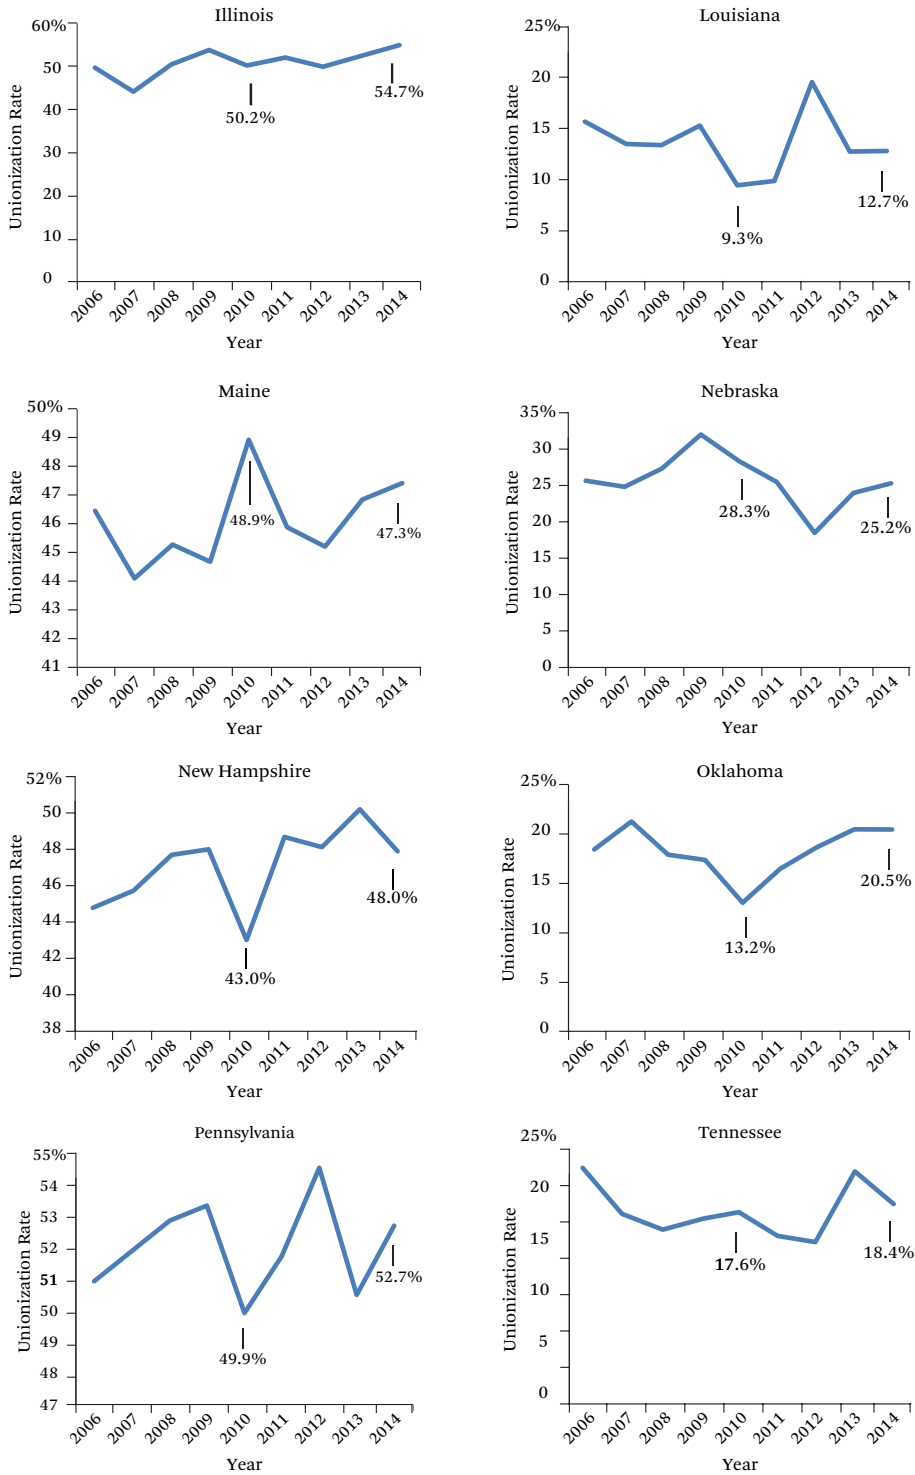 Illinois
60%
50
40
30
20
10
0
Unionization Rate
50.2%
54.7%
2006 2007 2008 2009 2010 2011 2012 2013 2014
Year
Louisiana
25%
20
15
10
5
0
Unionization Rate
9.3%
12.7%
2006 2007 2008 2009 2010 2011 2012 2013 2014
Year
Maine
50%
49
48
47
46
45
44
43
42
41
Unionization Rate
48.9%
47.3%
2006 2007 2008 2009 2010 2011 2012 2013 2014
Year
Nebraska
35%
30
25
20
15
10
5
0
Unionization Rate
28.3%
25.2%
2006 2007 2008 2009 2010 2011 2012 2013 2014
Year
New Hampshire
52%
50
48
46
44
42
40
38
Unionization Rate
43.0%
48.0%
2006 2007 2008 2009 2010 2011 2012 2013 2014
Year
Oklahoma
25%
20
15
10
5
0
Unionization Rate
13.2%
20.5%
2006 2007 2008 2009 2010 2011 2012 2013 2014
Year
Pennsylvania
55%
54
53
52
51
50
49
48
47
Unionization Rate
49.9%
52.7%
2006 2007 2008 2009 2010 2011 2012 2013 2014
Year
Tennessee
25%
20
15
10
5
0
Unionization Rate
17.6%
18.4%
2006 2007 2008 2009 2010 2011 2012 2013 2014
Year